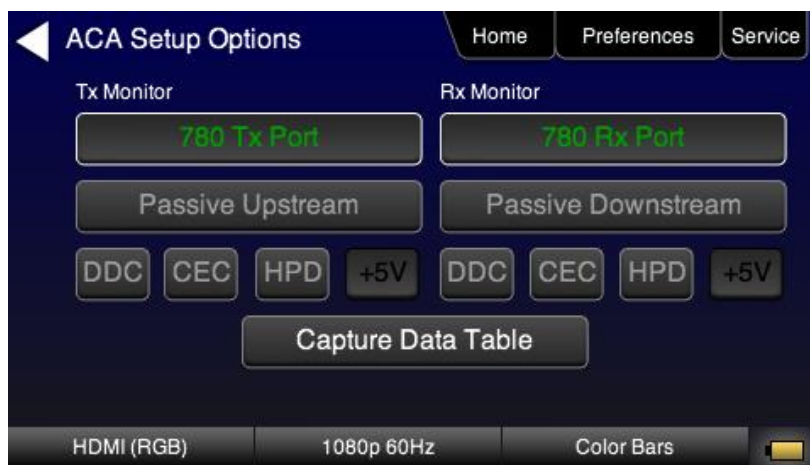 ACA Setup Options Home Preferences Service
Tx Monitor Rx Monitor
780 Tx Port 780 Rx Port
Passive Upstream Passive Downstream
DDC CEC HPD +5V DDC CEC HPD +5V
Capture Data Table
HDMI (RGB) 1080p 60Hz Color Bars